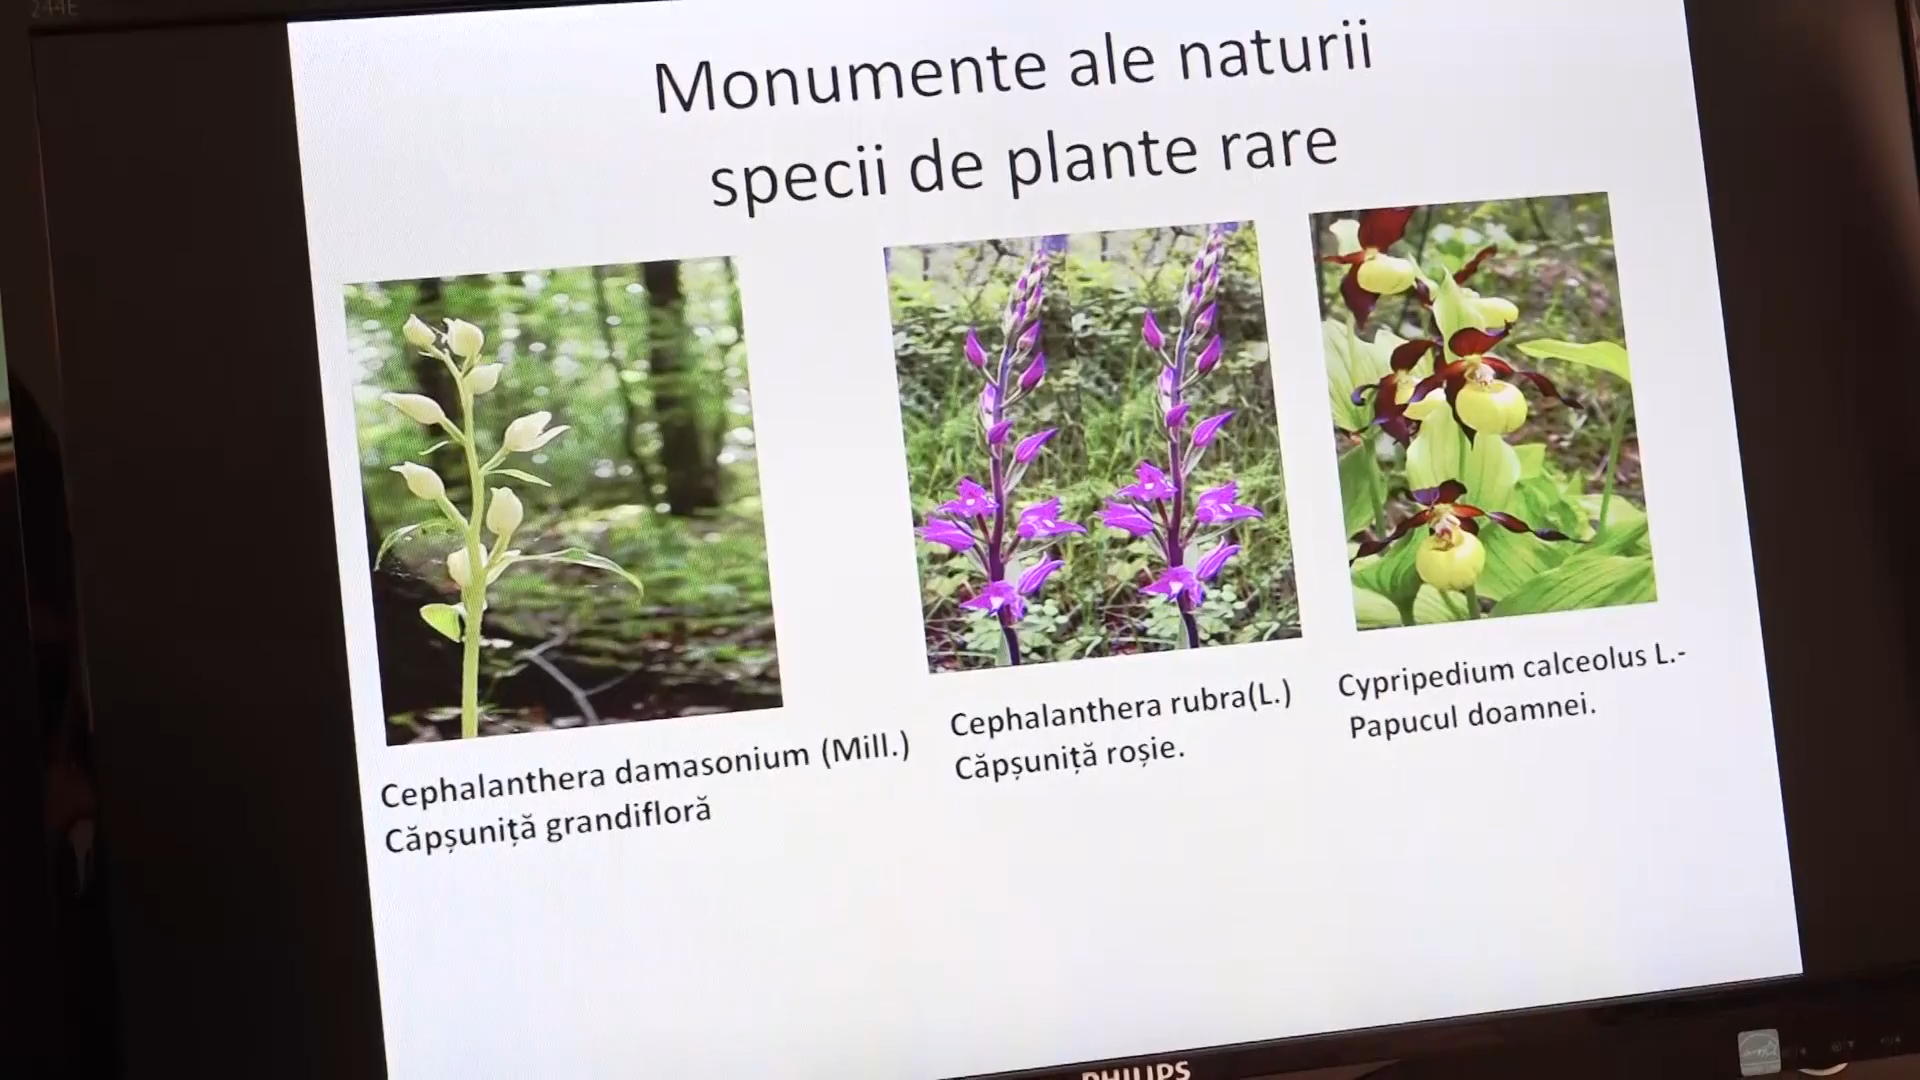 244E
Monumente ale naturii
specii de plante rare
Cephalanthera damasonium (Mill.)
Căpșuniță grandifloră
Cephalanthera rubra(L.)
Căpșuniță roșie.
Cypripedium calceolus L.-
Papucul doamnei.
PHILIPS